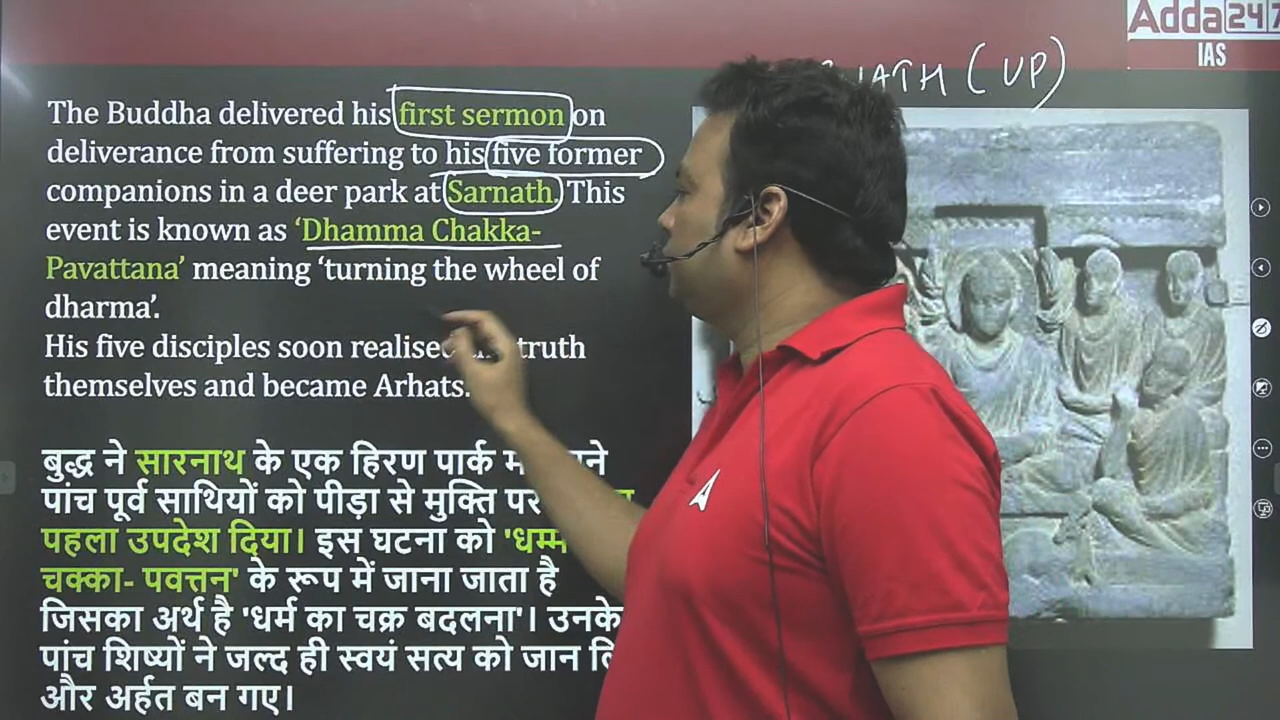 Adda247
IAS
NATH (UP)
The Buddha delivered his first sermon on
deliverance from suffering to his five former
companions in a deer park at Sarnath. This
event is known as ‘Dhamma Chakka-
Pavattana’ meaning ‘turning the wheel of
dharma’.
His five disciples soon realised truth
themselves and became Arhats.
बुद्ध ने सारनाथ के एक हिरण पार्क
पाच पूर्व साथियों को पीड़ा से मुक्ति पर
पहला उपदेश दिया। इस घटना को 'धम्म
चक्का- पवत्तन' के रूप में जाना जाता है
जिसका अर्थ है 'धर्म का चक्र बदलना'। उनके
पांच शिष्यों ने जल्द ही स्वयं सत्य को जान
और अर्हत बन गए।